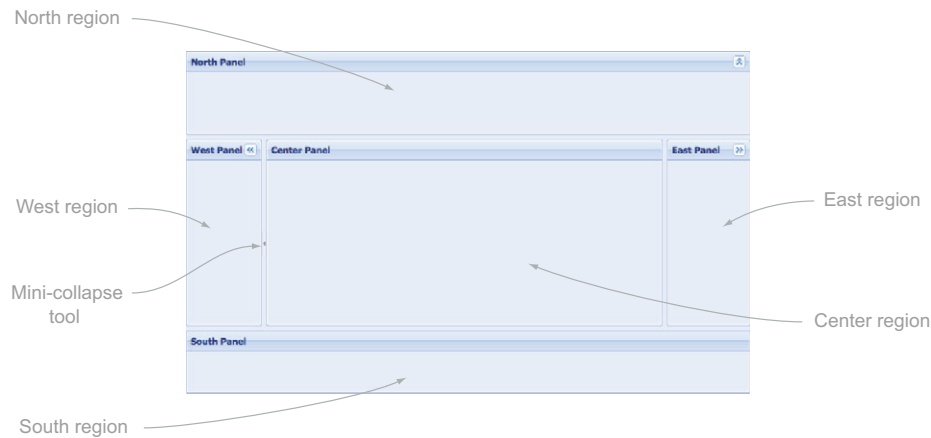 North region
North Panel
West Panel
Center Panel
East Panel
West region
East region
Mini-collapse
tool
Center region
South Panel
South region